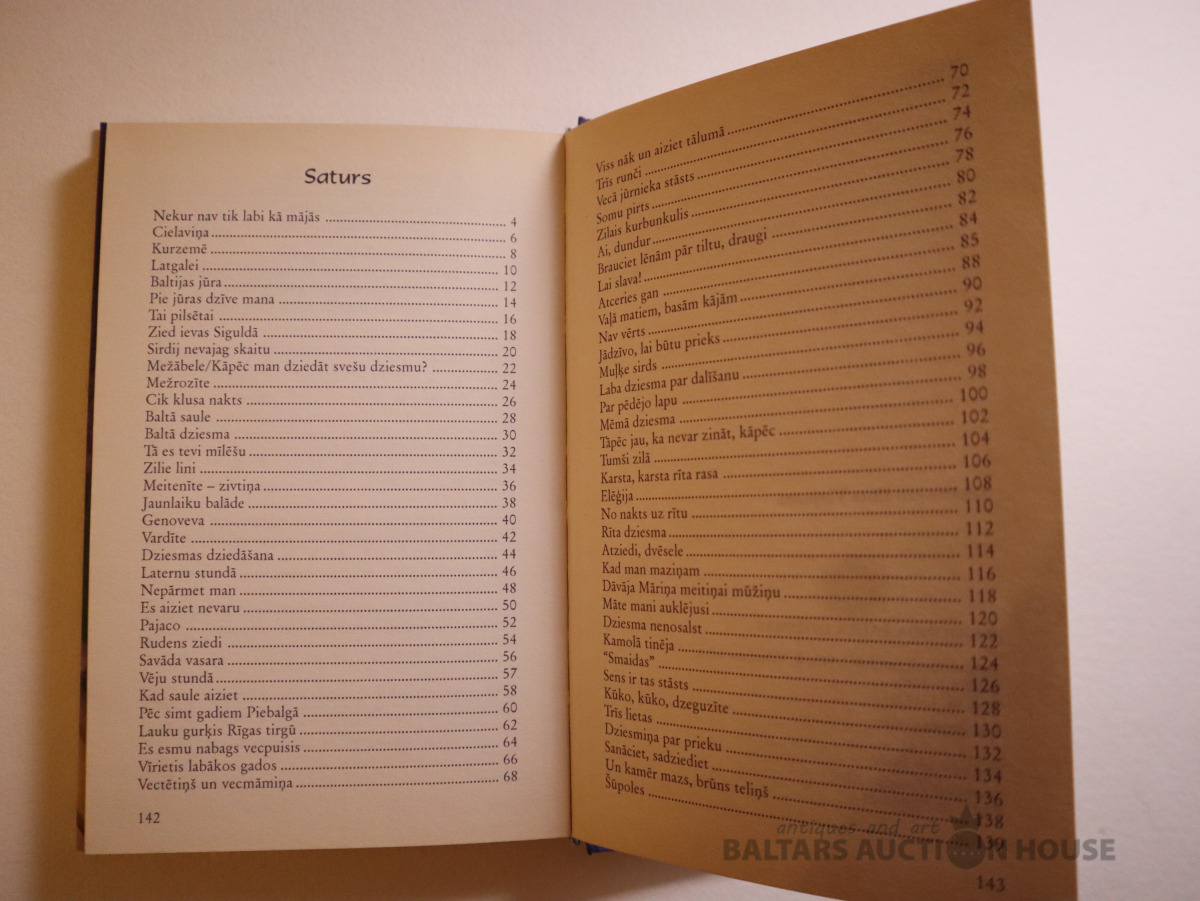 Saturs
Nekur nav tik labi kā mājās ........ 4
Cielaviņa ........ 6
Kurzemē ........ 8
Latgalei ........ 10
Baltijas jūra ........ 12
Pie jūras dzīve mana ........ 14
Tai pilsētai ........ 16
Zied ievas Siguldā ........ 18
Sirdij nevajag skaitu ........ 20
Mežābele/Kāpēc man dziedāt svešu dziesmu? ........ 22
Mežrozīte ........ 24
Cik klusa nakts ........ 26
Baltā saule ........ 28
Baltā dziesma ........ 30
Tā es tevi mīlēšu ........ 32
Zilie lini ........ 34
Meitenīte – zivtiņa ........ 36
Jaunlaiku balāde ........ 38
Genoveva ........ 40
Vardīte ........ 42
Dziesmas dziedāšana ........ 44
Laternu stundā ........ 46
Nepārmet man ........ 48
Es aiziet nevaru ........ 50
Pajaco ........ 52
Rudens ziedi ........ 54
Savāda vasara ........ 56
Vēju stundā ........ 57
Kad saule aiziet ........ 58
Pēc simt gadiem Piebalgā ........ 60
Lauku gurķis Rīgas tirgū ........ 62
Es esmu nabags vecpuisis ........ 64
Vīrietis labākos gados ........ 66
Vectētiņš un vecmāmiņa ........ 68
142
Viss nāk un aiziet tālumā ........ 70
Trīs runči ........ 72
Vecā jūrnieka stāsts ........ 74
Somu pirts ........ 76
Zilais kurbunkulis ........ 78
Ai, dundur ........ 80
Brauciet lēnām pār tiltu, draugi ........ 82
Lai slava! ........ 84
Atceries gan ........ 85
Vaļā matiem, basām kājām ........ 88
Nav vērts ........ 90
Jādzīvo, lai būtu prieks ........ 92
Muļķe sirds ........ 94
Laba dziesma par dalīšanu ........ 96
Par pēdējo lapu ........ 98
Mēmā dziesma ........ 100
Tāpēc jau, ka nevar zināt, kāpēc ........ 102
Tumši zilā ........ 104
Karsta, karsta rīta rasa ........ 106
Elēģija ........ 108
No nakts uz rītu ........ 110
Rīta dziesma ........ 112
Atziedi, dvēsele ........ 114
Kad man maziņam ........ 116
Dāvāja Māriņa meitiņai mūžiņu ........ 118
Māte mani auklējusi ........ 120
Dziesma nenosalst ........ 122
Kamolā tinēja ........ 124
"Smaidas" ........ 126
Sens ir tas stāsts ........ 128
Kūko, kūko, dzeguzīte ........ 130
Trīs lietas ........ 132
Dziesmiņa par prieku ........ 134
Sanāciet, sadziediet ........ 136
Un kamēr mazs, brūns teliņš ........ 138
Šūpoles ........ 139
143
antiques and art
BALTARS AUCTION HOUSE